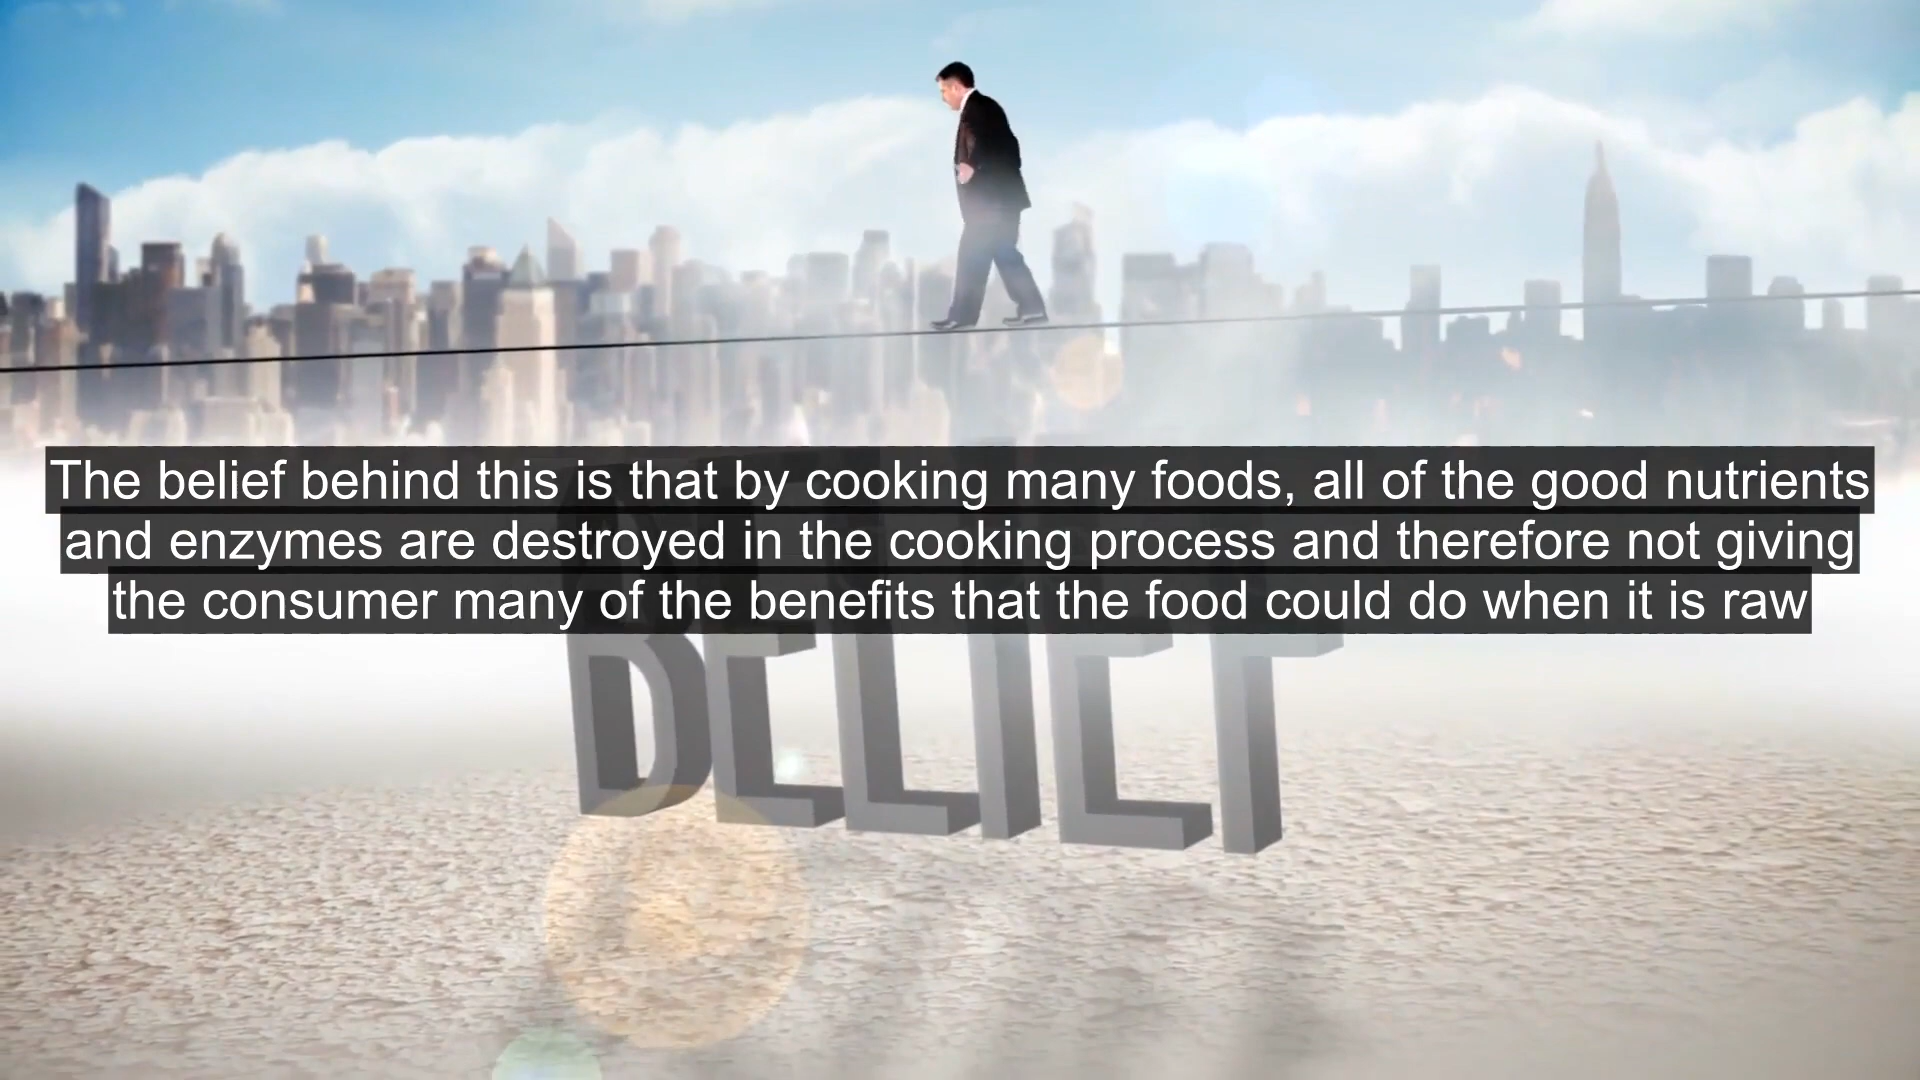 The belief behind this is that by cooking many foods, all of the good nutrients
and enzymes are destroyed in the cooking process and therefore not giving
the consumer many of the benefits that the food could do when it is raw
BELIEF